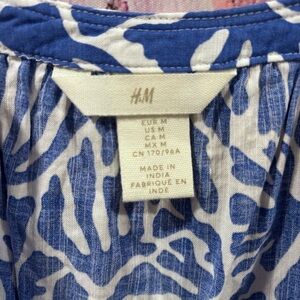 H&M
EUR M
US M
CA M
MX M
CN 170/96A
MADE IN
INDIA
FABRIQUÉ EN
INDE